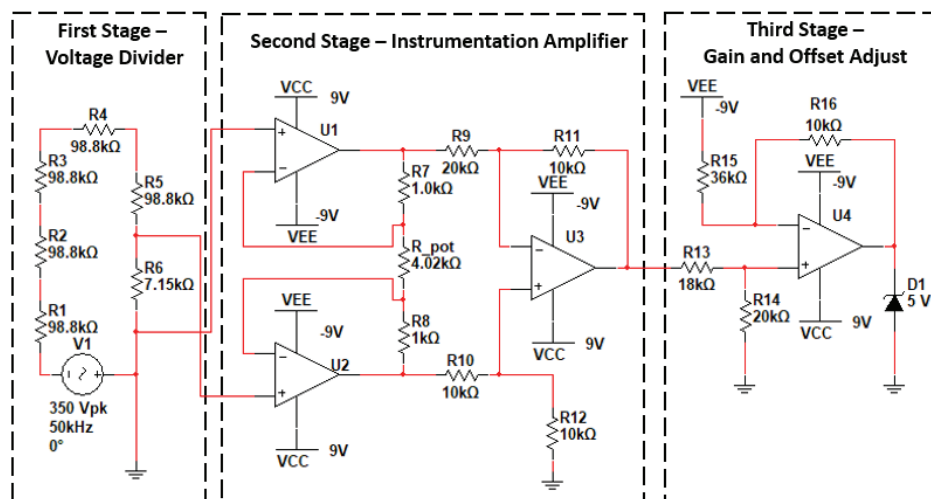 First Stage –
Voltage Divider
R4
98.8kΩ
R3
98.8kΩ
R5
98.8kΩ
R2
98.8kΩ
R6
7.15kΩ
R1
98.8kΩ
V1
350 Vpk
50kHz
0°
Second Stage – Instrumentation Amplifier
VCC
9V
U1
R9
20kΩ
R11
10kΩ
R7
1.0kΩ
-9V
VEE
VEE
-9V
U3
R_pot
4.02kΩ
VEE
-9V
R8
1kΩ
U2
R10
10kΩ
VCC
9V
R12
10kΩ
VCC
9V
Third Stage –
Gain and Offset Adjust
VEE
-9V
R16
10kΩ
R15
36kΩ
VEE
-9V
U4
R13
18kΩ
R14
20kΩ
D1
5 V
VCC
9V